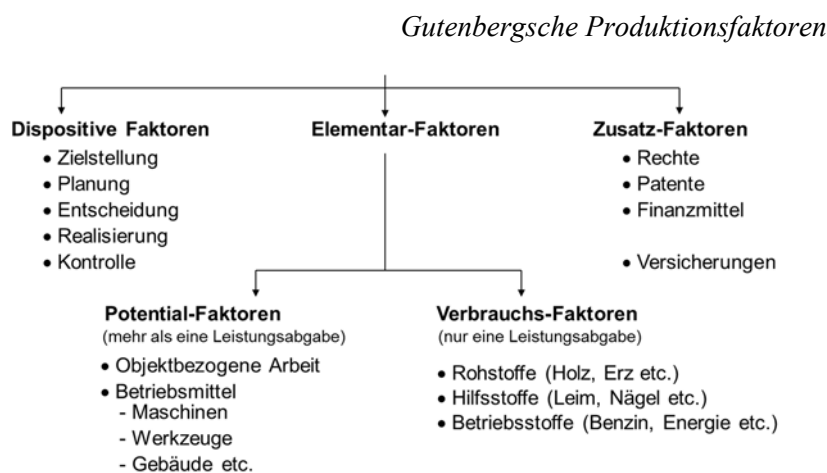 Gutenbergsche Produktionsfaktoren
Dispositive Faktoren
• Zielstellung
• Planung
• Entscheidung
• Realisierung
• Kontrolle
Elementar-Faktoren
Zusatz-Faktoren
• Rechte
• Patente
• Finanzmittel
• Versicherungen
Potential-Faktoren
(mehr als eine Leistungsabgabe)
• Objektbezogene Arbeit
• Betriebsmittel
- Maschinen
- Werkzeuge
- Gebäude etc.
Verbrauchs-Faktoren
(nur eine Leistungsabgabe)
• Rohstoffe (Holz, Erz etc.)
• Hilfsstoffe (Leim, Nägel etc.)
• Betriebsstoffe (Benzin, Energie etc.)